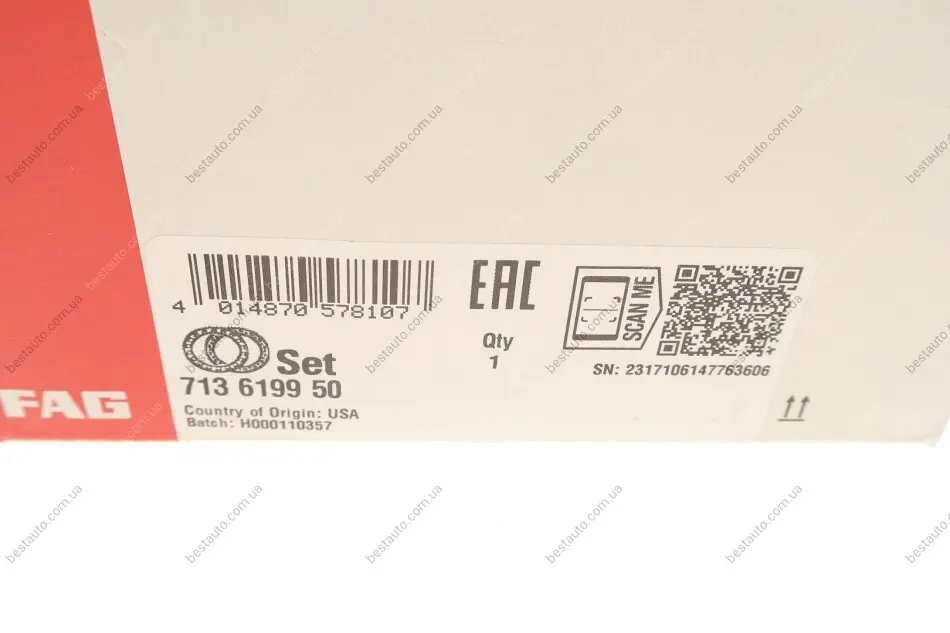 FAG
4 014870 578107
EAC
Qty
1
SCAN ME
SN: 2317106147763606
Set
713 6199 50
Country of Origin: USA
Batch: H000110357
bestauto.com.ua